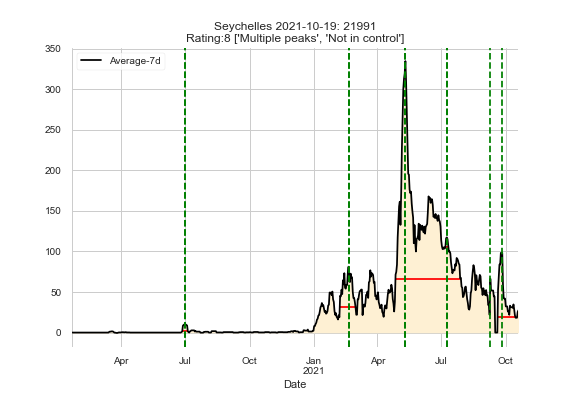 Seychelles 2021-10-19: 21991
Rating:8 ['Multiple peaks', 'Not in control']
350
Average-7d
300
250
200
150
100
50
0
Apr
Jul
Oct
Jan
2021
Apr
Jul
Oct
Date